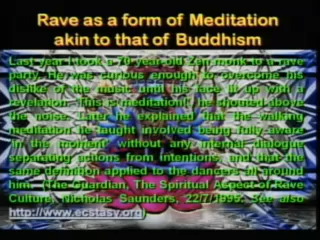 Rave as a form of Meditation
akin to that of Buddhism
Last year I took a 70 year old Zen monk to a rave
party. He was curious enough to overcome his
dislike of the music until his face lit up with a
revelation. 'This is meditation!', he shouted above
the noise. Later he explained that the walking
meditation he taught involved being fully aware
'in the moment' without any internal dialogue
separating actions from intentions, and that the
same definition applied to the dancers all around
him. (The Guardian, The Spiritual Aspect of Rave
Culture, Nicholas Saunders, 22/7/1995. See also
http://www.ecstasy.org)